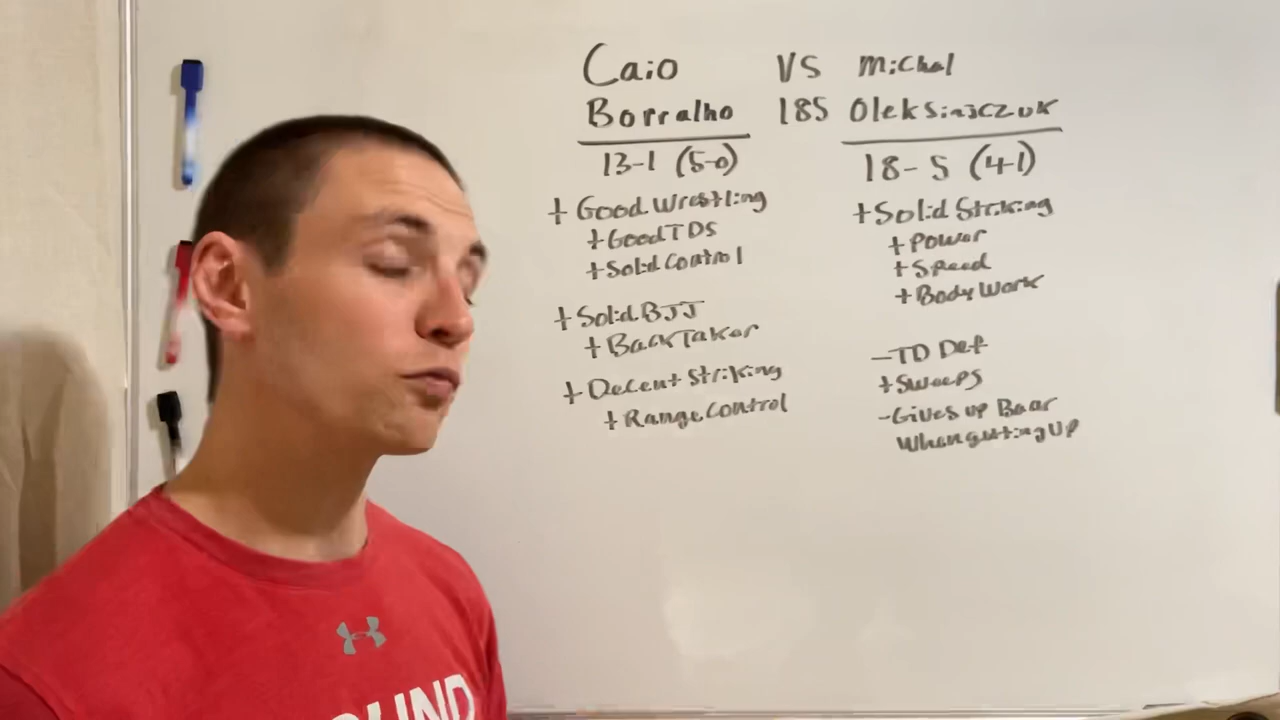 Caio VS Michal
Borralho 185 Oleksiajczuk
13-1 (5-0)
+ Good Wrestling
+ Good TDS
+ Solid Control
+ Solid BJJ
+ Back Taker
+ Decent Striking
+ Range Control
18-5 (4-1)
+ Solid Striking
+ Power
+ Speed
+ Body Work
- TD Def
+ Sweeps
- Gives up Back
When getting Up
OUND